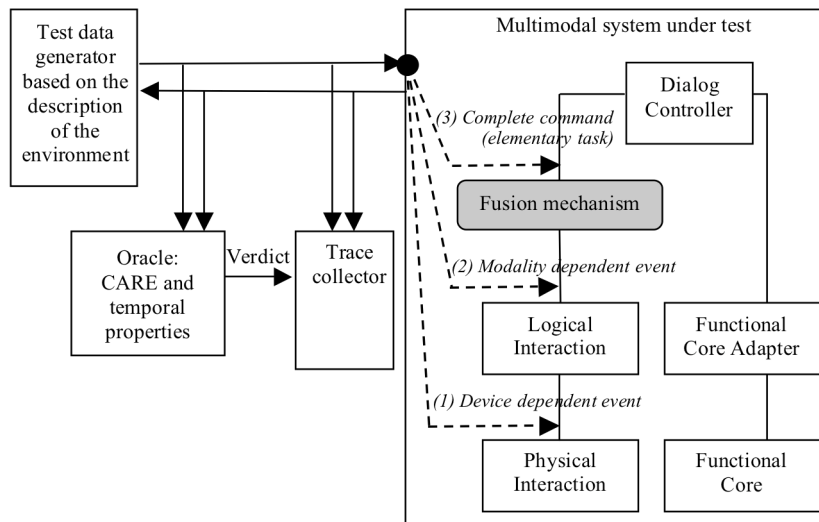 Test data
generator
based on the
description
of the
environment
Multimodal system under test
Dialog
Controller
(3) Complete command
(elementary task)
Fusion mechanism
Oracle:
CARE and
temporal
properties
Verdict
Trace
collector
(2) Modality dependent event
Logical
Interaction
Functional
Core Adapter
(1) Device dependent event
Physical
Interaction
Functional
Core